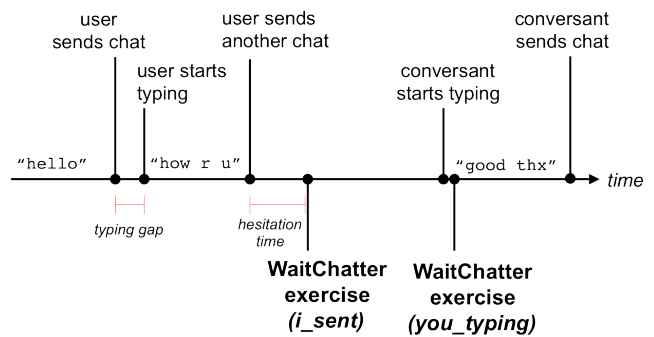 user
sends chat
user starts
typing
user sends
another chat
conversant
starts typing
conversant
sends chat
“hello”
“how r u”
“good thx”
time
typing gap
hesitation
time
WaitChatter
exercise
(i_sent)
WaitChatter
exercise
(you_typing)